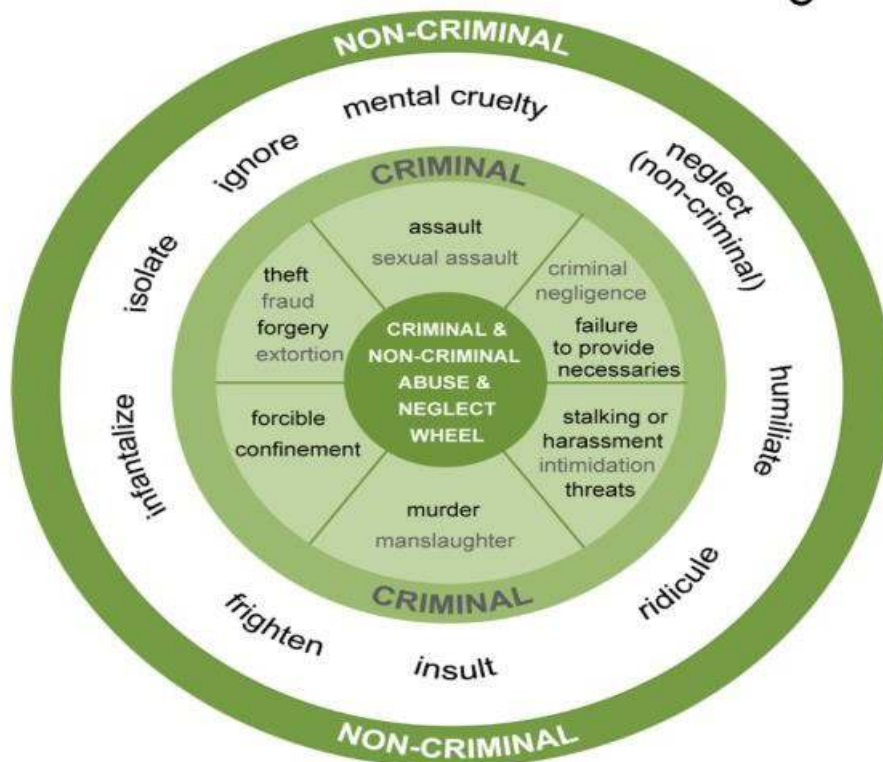 NON-CRIMINAL
mental cruelty
neglect
(non-criminal)
humiliate
ridicule
insult
frighten
infantalize
isolate
ignore
CRIMINAL
assault
sexual assault
criminal
negligence
failure
to provide
necessaries
stalking or
harassment
intimidation
threats
murder
manslaughter
forcible
confinement
theft
fraud
forgery
extortion
CRIMINAL &
NON-CRIMINAL
ABUSE &
NEGLECT
WHEEL
CRIMINAL
NON-CRIMINAL